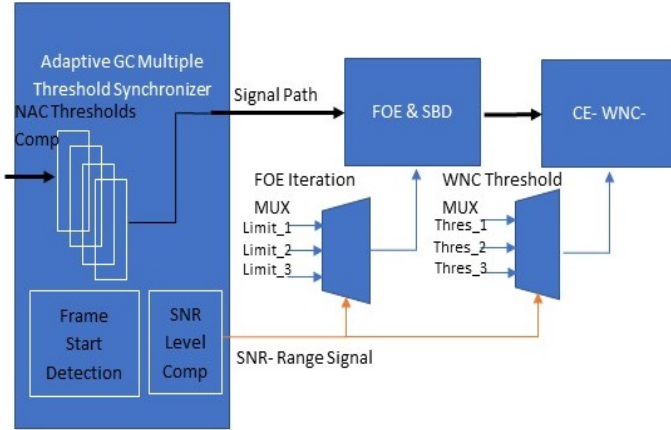 Adaptive GC Multiple
Threshold Synchronizer
NAC Thresholds
Comp
Signal Path
FOE & SBD
CE- WNC-
FOE Iteration
MUX
Limit_1
Limit_2
Limit_3
WNC Threshold
MUX
Thres_1
Thres_2
Thres_3
Frame
Start
Detection
SNR
Level
Comp
SNR- Range Signal